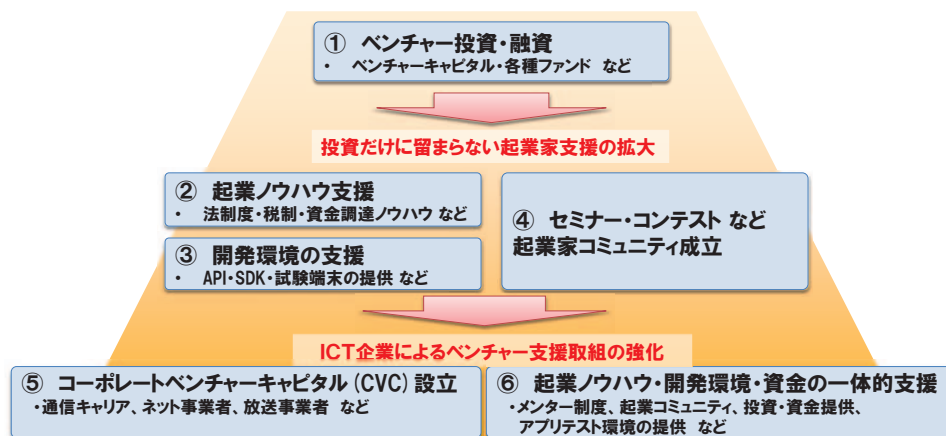 ① ベンチャー投資・融資
・ ベンチャーキャピタル・各種ファンド など
投資だけに留まらない起業家支援の拡大
② 起業ノウハウ支援
・ 法制度・税制・資金調達ノウハウ など
③ 開発環境の支援
・ API・SDK・試験端末の提供 など
④ セミナー・コンテスト など
起業家コミュニティ成立
ICT企業によるベンチャー支援取組の強化
⑤ コーポレートベンチャーキャピタル(CVC)設立
・通信キャリア、ネット事業者、放送事業者 など
⑥ 起業ノウハウ・開発環境・資金の一体的支援
・メンター制度、起業コミュニティ、投資・資金提供、
アプリテスト環境の提供 など